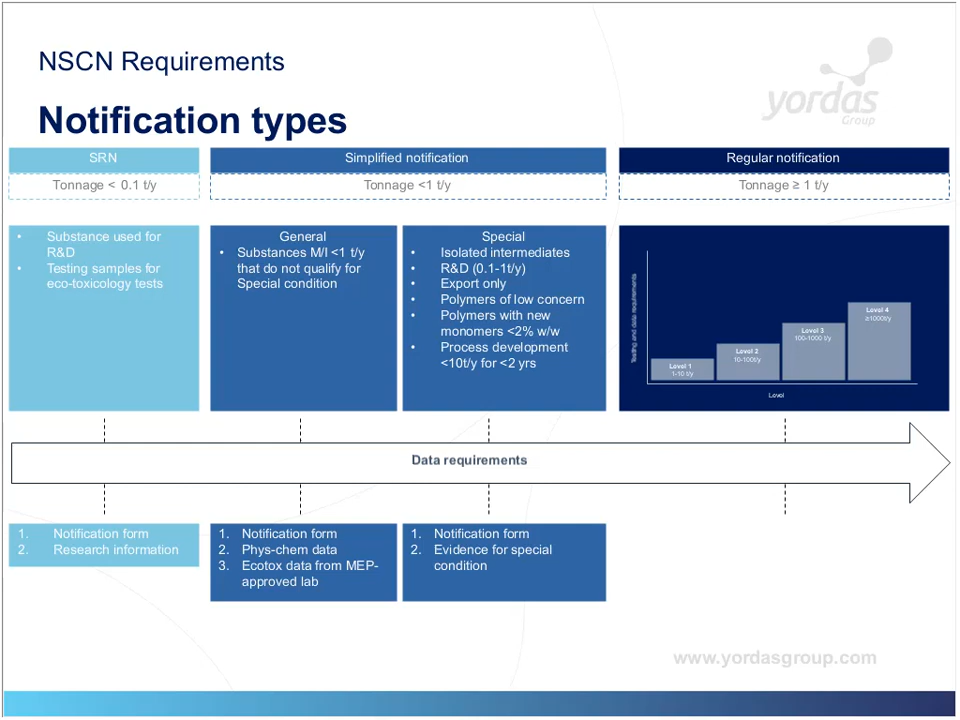 NSCN Requirements
yordas
Group
Notification types
SRN
Simplified notification
Regular notification
Tonnage < 0.1 t/y
Tonnage <1 t/y
Tonnage ≥ 1 t/y
• Substance used for
R&D
• Testing samples for
eco-toxicology tests
General
• Substances M/I <1 t/y
that do not qualify for
Special condition
Special
• Isolated intermediates
• R&D (0.1-1t/y)
• Export only
• Polymers of low concern
• Polymers with new
monomers <2% w/w
• Process development
<10t/y for <2 yrs
Testing and data requirements
Level 1
1-10 t/y
Level 2
10-100t/y
Level 3
100-1000 t/y
Level 4
≥1000t/y
Level
Data requirements
1. Notification form
2. Research information
1. Notification form
2. Phys-chem data
3. Ecotox data from MEP-
approved lab
1. Notification form
2. Evidence for special
condition
www.yordasgroup.com